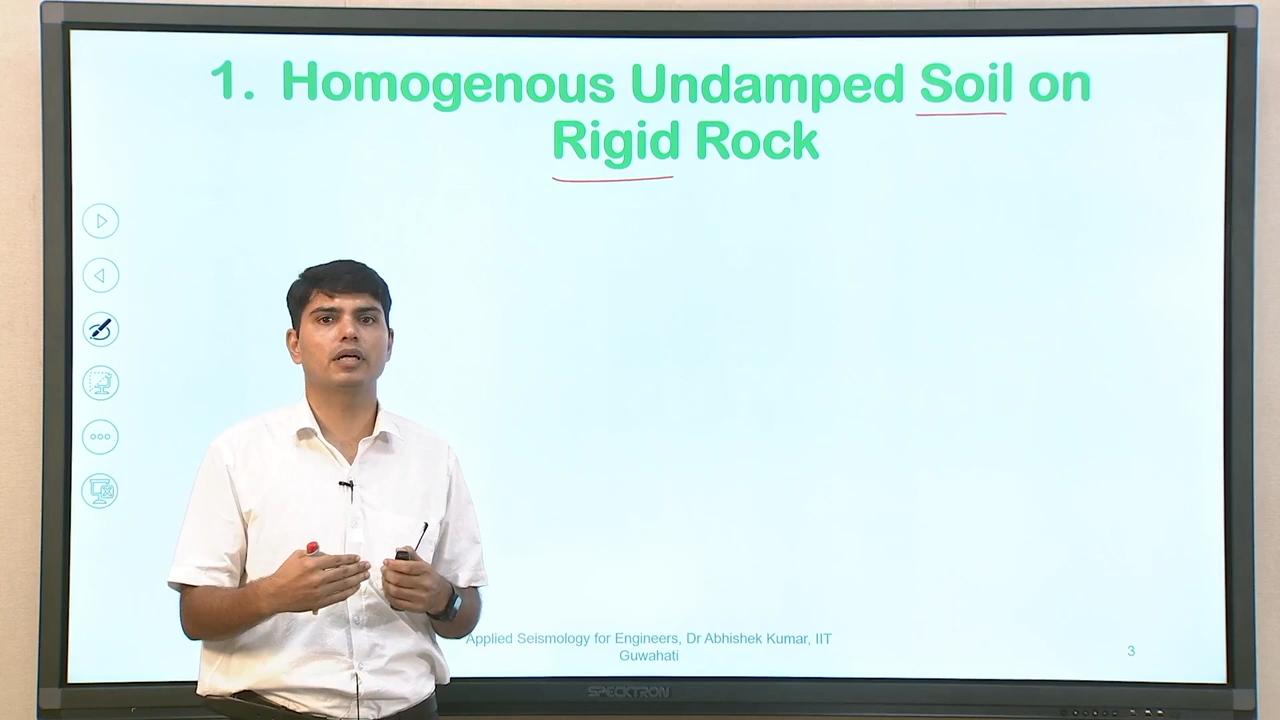 1. Homogenous Undamped Soil on
Rigid Rock
Applied Seismology for Engineers, Dr Abhishek Kumar, IIT
Guwahati
3
SPECKTRON